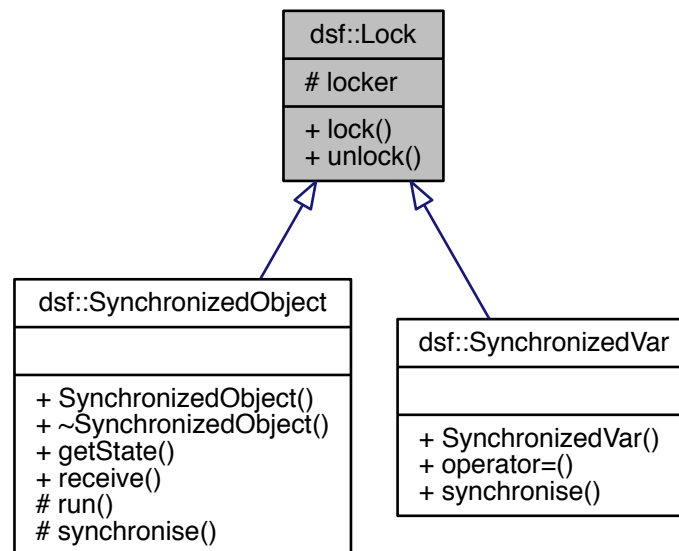 dsf::Lock
# locker
+ lock()
+ unlock()
dsf::SynchronizedObject
+ SynchronizedObject()
+ ~SynchronizedObject()
+ getState()
+ receive()
# run()
# synchronise()
dsf::SynchronizedVar
+ SynchronizedVar()
+ operator=()
+ synchronise()